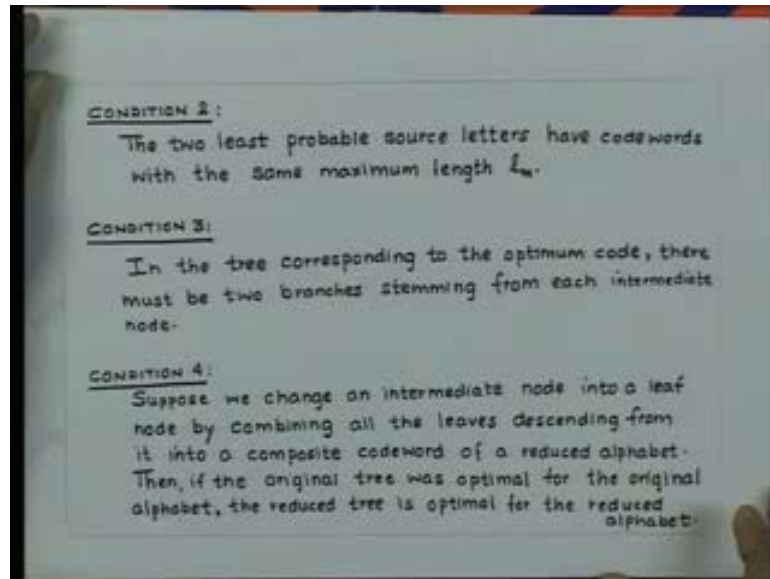 CONDITION 2:
The two least probable source letters have codewords
with the same maximum length lₘ.
CONDITION 3:
In the tree corresponding to the optimum code, there
must be two branches stemming from each intermediate
node.
CONDITION 4:
Suppose we change an intermediate node into a leaf
node by combining all the leaves descending from
it into a composite codeword of a reduced alphabet.
Then, if the original tree was optimal for the original
alphabet, the reduced tree is optimal for the reduced
alphabet.